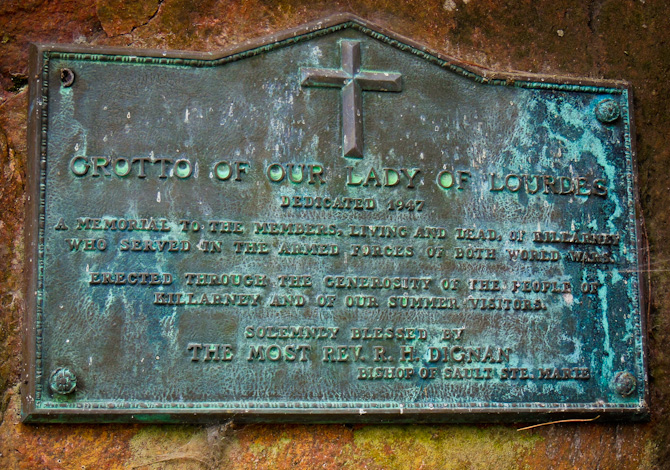 GROTTO OF OUR LADY OF LOURDES
DEDICATED 1947
A MEMORIAL TO THE MEMBERS, LIVING AND DEAD, OF KILLARNEY
WHO SERVED IN THE ARMED FORCES OF BOTH WORLD WARS.
ERECTED THROUGH THE GENEROSITY OF THE PEOPLE OF
KILLARNEY AND OF OUR SUMMER VISITORS.
SOLEMNEY BLESSED BY
THE MOST REV. R. H. DIGNAN
BISHOP OF SAULT STE. MARIE